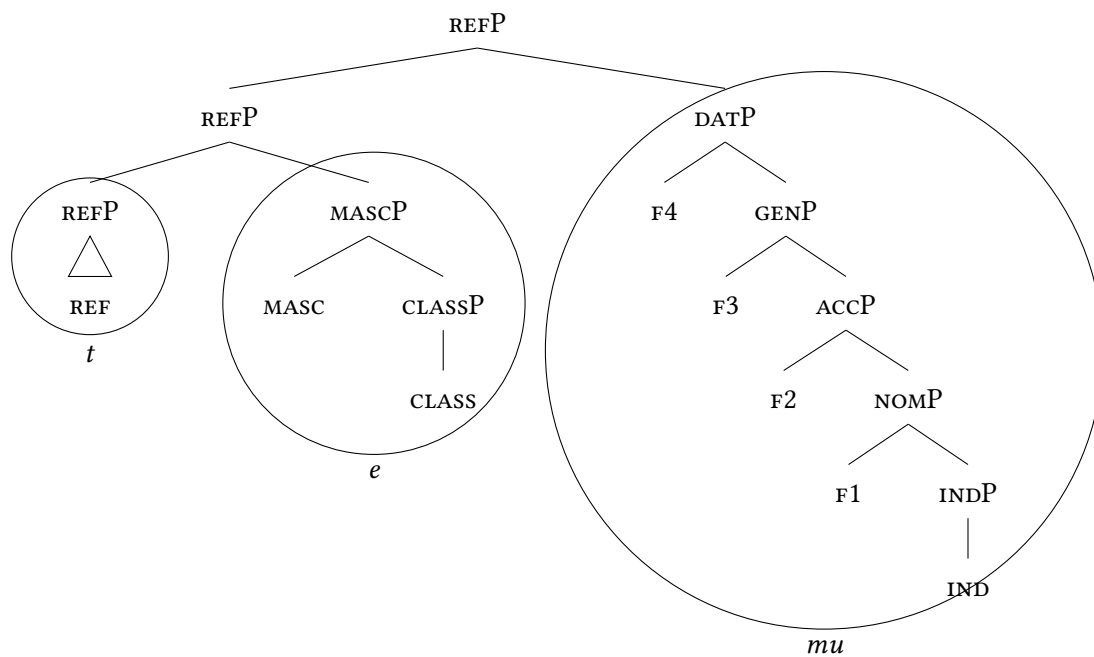 REFP
REFP DATP
REFP MASCP F4 GENP
REF MASC CLASSP F3 ACCP
t
CLASS F2 NOMP
e
F1 INDP
IND
mu